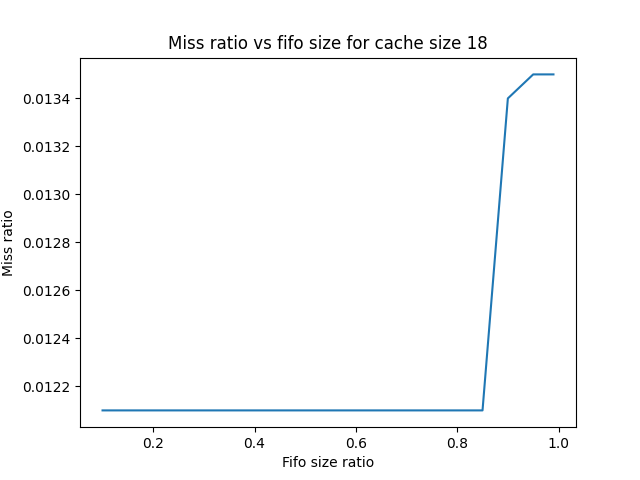 Miss ratio vs fifo size for cache size 18
0.0134
0.0132
0.0130
0.0128
0.0126
0.0124
0.0122
Miss ratio
0.2 0.4 0.6 0.8 1.0
Fifo size ratio